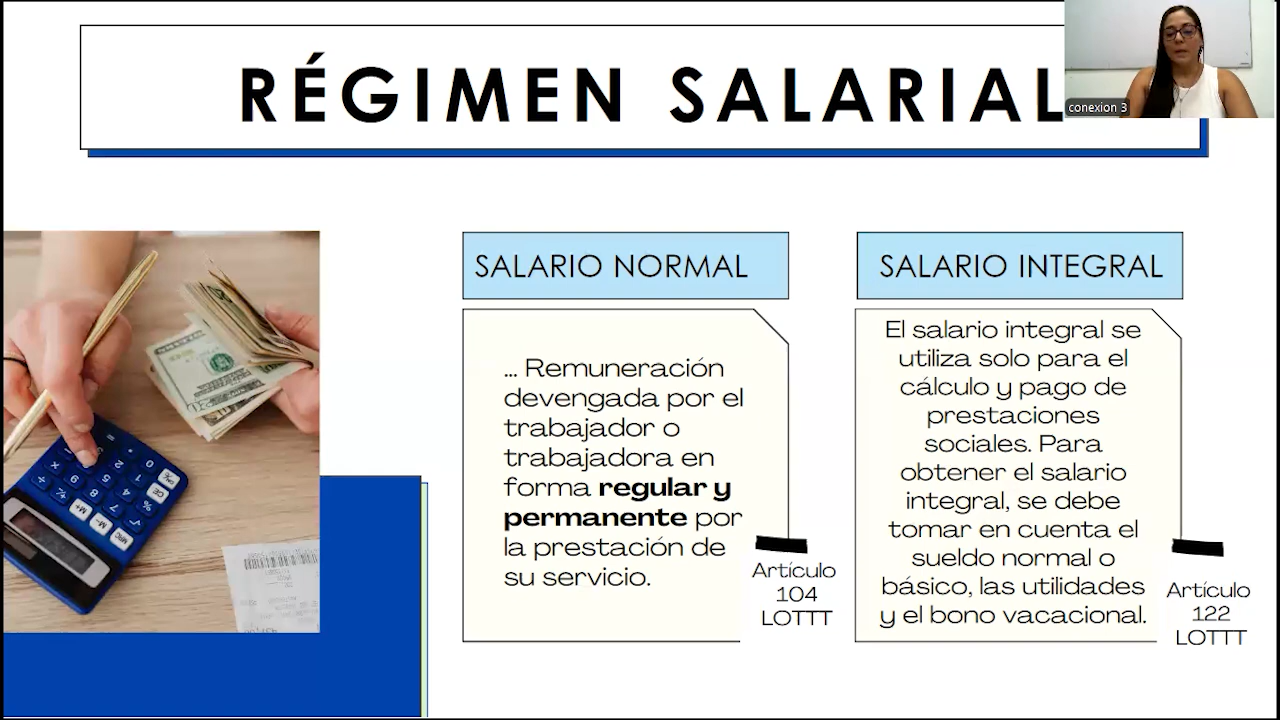 RÉGIMEN SALARIAL
conexion 3
SALARIO NORMAL
... Remuneración
devengada por el
trabajador o
trabajadora en
forma regular y
permanente por
la prestación de
su servicio.
Artículo
104
LOTTT
SALARIO INTEGRAL
El salario integral se
utiliza solo para el
cálculo y pago de
prestaciones
sociales. Para
obtener el salario
integral, se debe
tomar en cuenta el
sueldo normal o
básico, las utilidades
y el bono vacacional.
Artículo
122
LOTTT